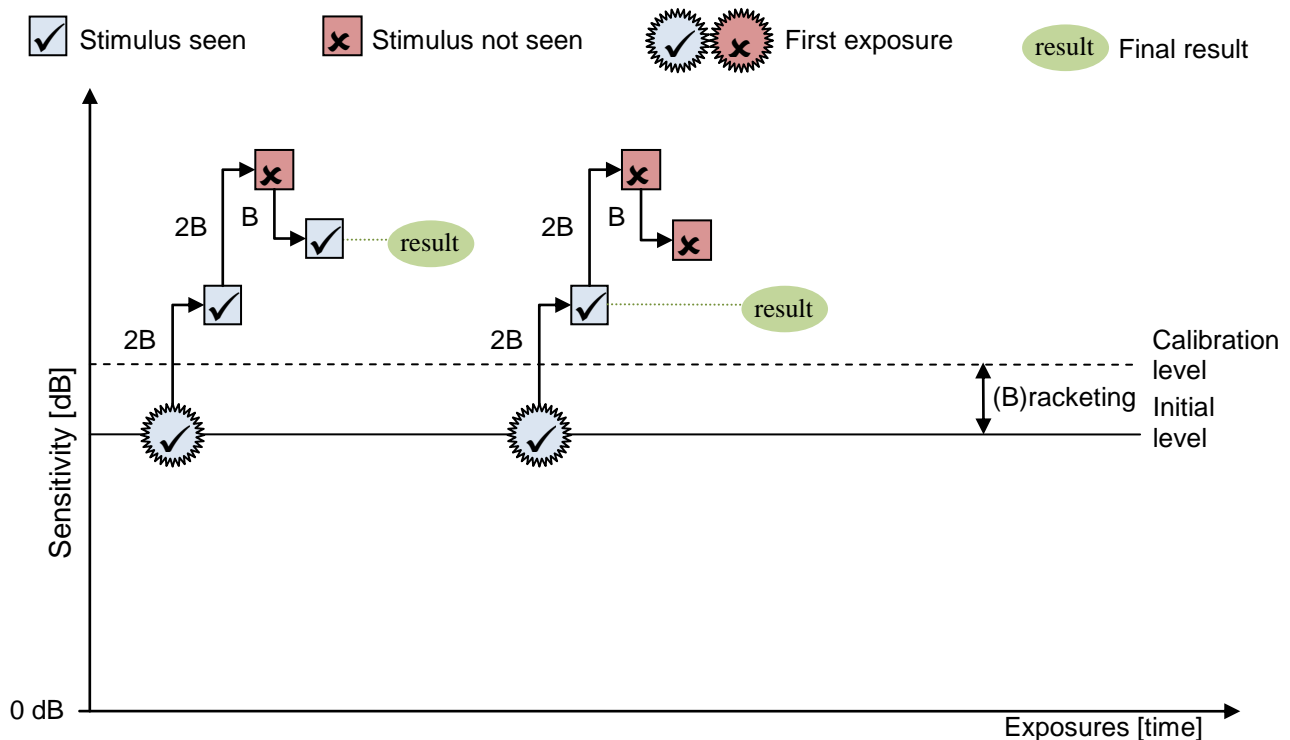 Stimulus seen
Stimulus not seen
First exposure
result
Final result
2B
B
result
2B
2B
B
result
2B
Calibration
level
(B)racketing
Initial
level
Sensitivity [dB]
0 dB
Exposures [time]